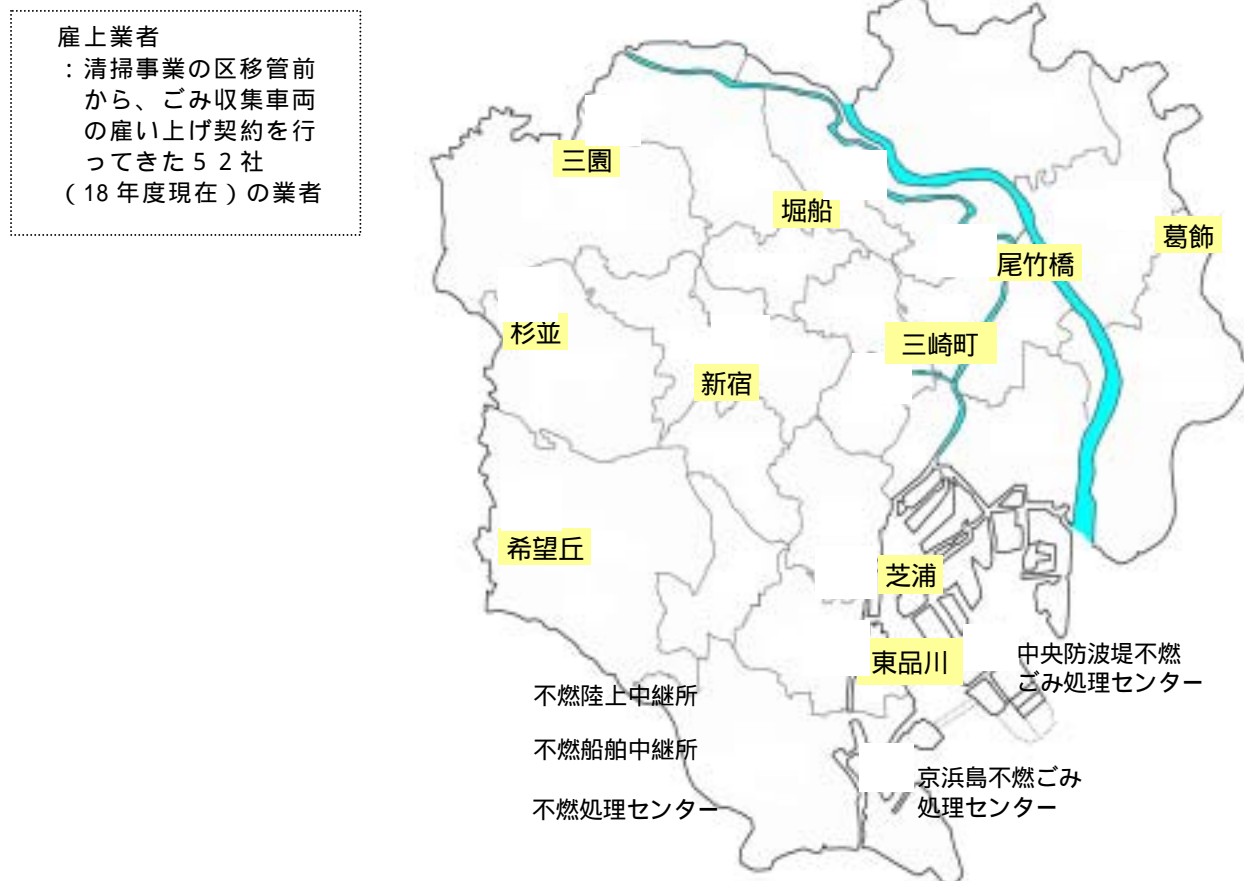 雇上業者
：清掃事業の区移管前
から、ごみ収集車両
の雇い上げ契約を行
ってきた５２社
（18年度現在）の業者
三園
堀船
葛飾
尾竹橋
杉並
三崎町
新宿
希望丘
芝浦
東品川
中央防波堤不燃
ごみ処理センター
不燃陸上中継所
不燃船舶中継所
京浜島不燃ごみ
処理センター
不燃処理センター